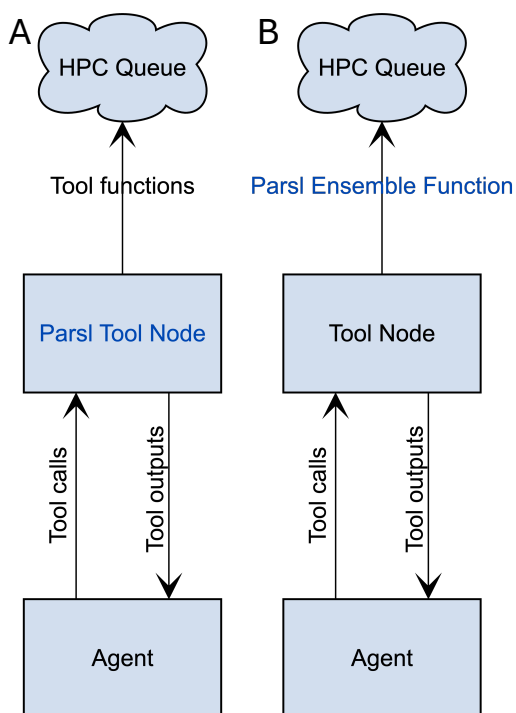 A
HPC Queue
Tool functions
Parsl Tool Node
Tool calls
Tool outputs
Agent
B
HPC Queue
Parsl Ensemble Function
Tool Node
Tool calls
Tool outputs
Agent